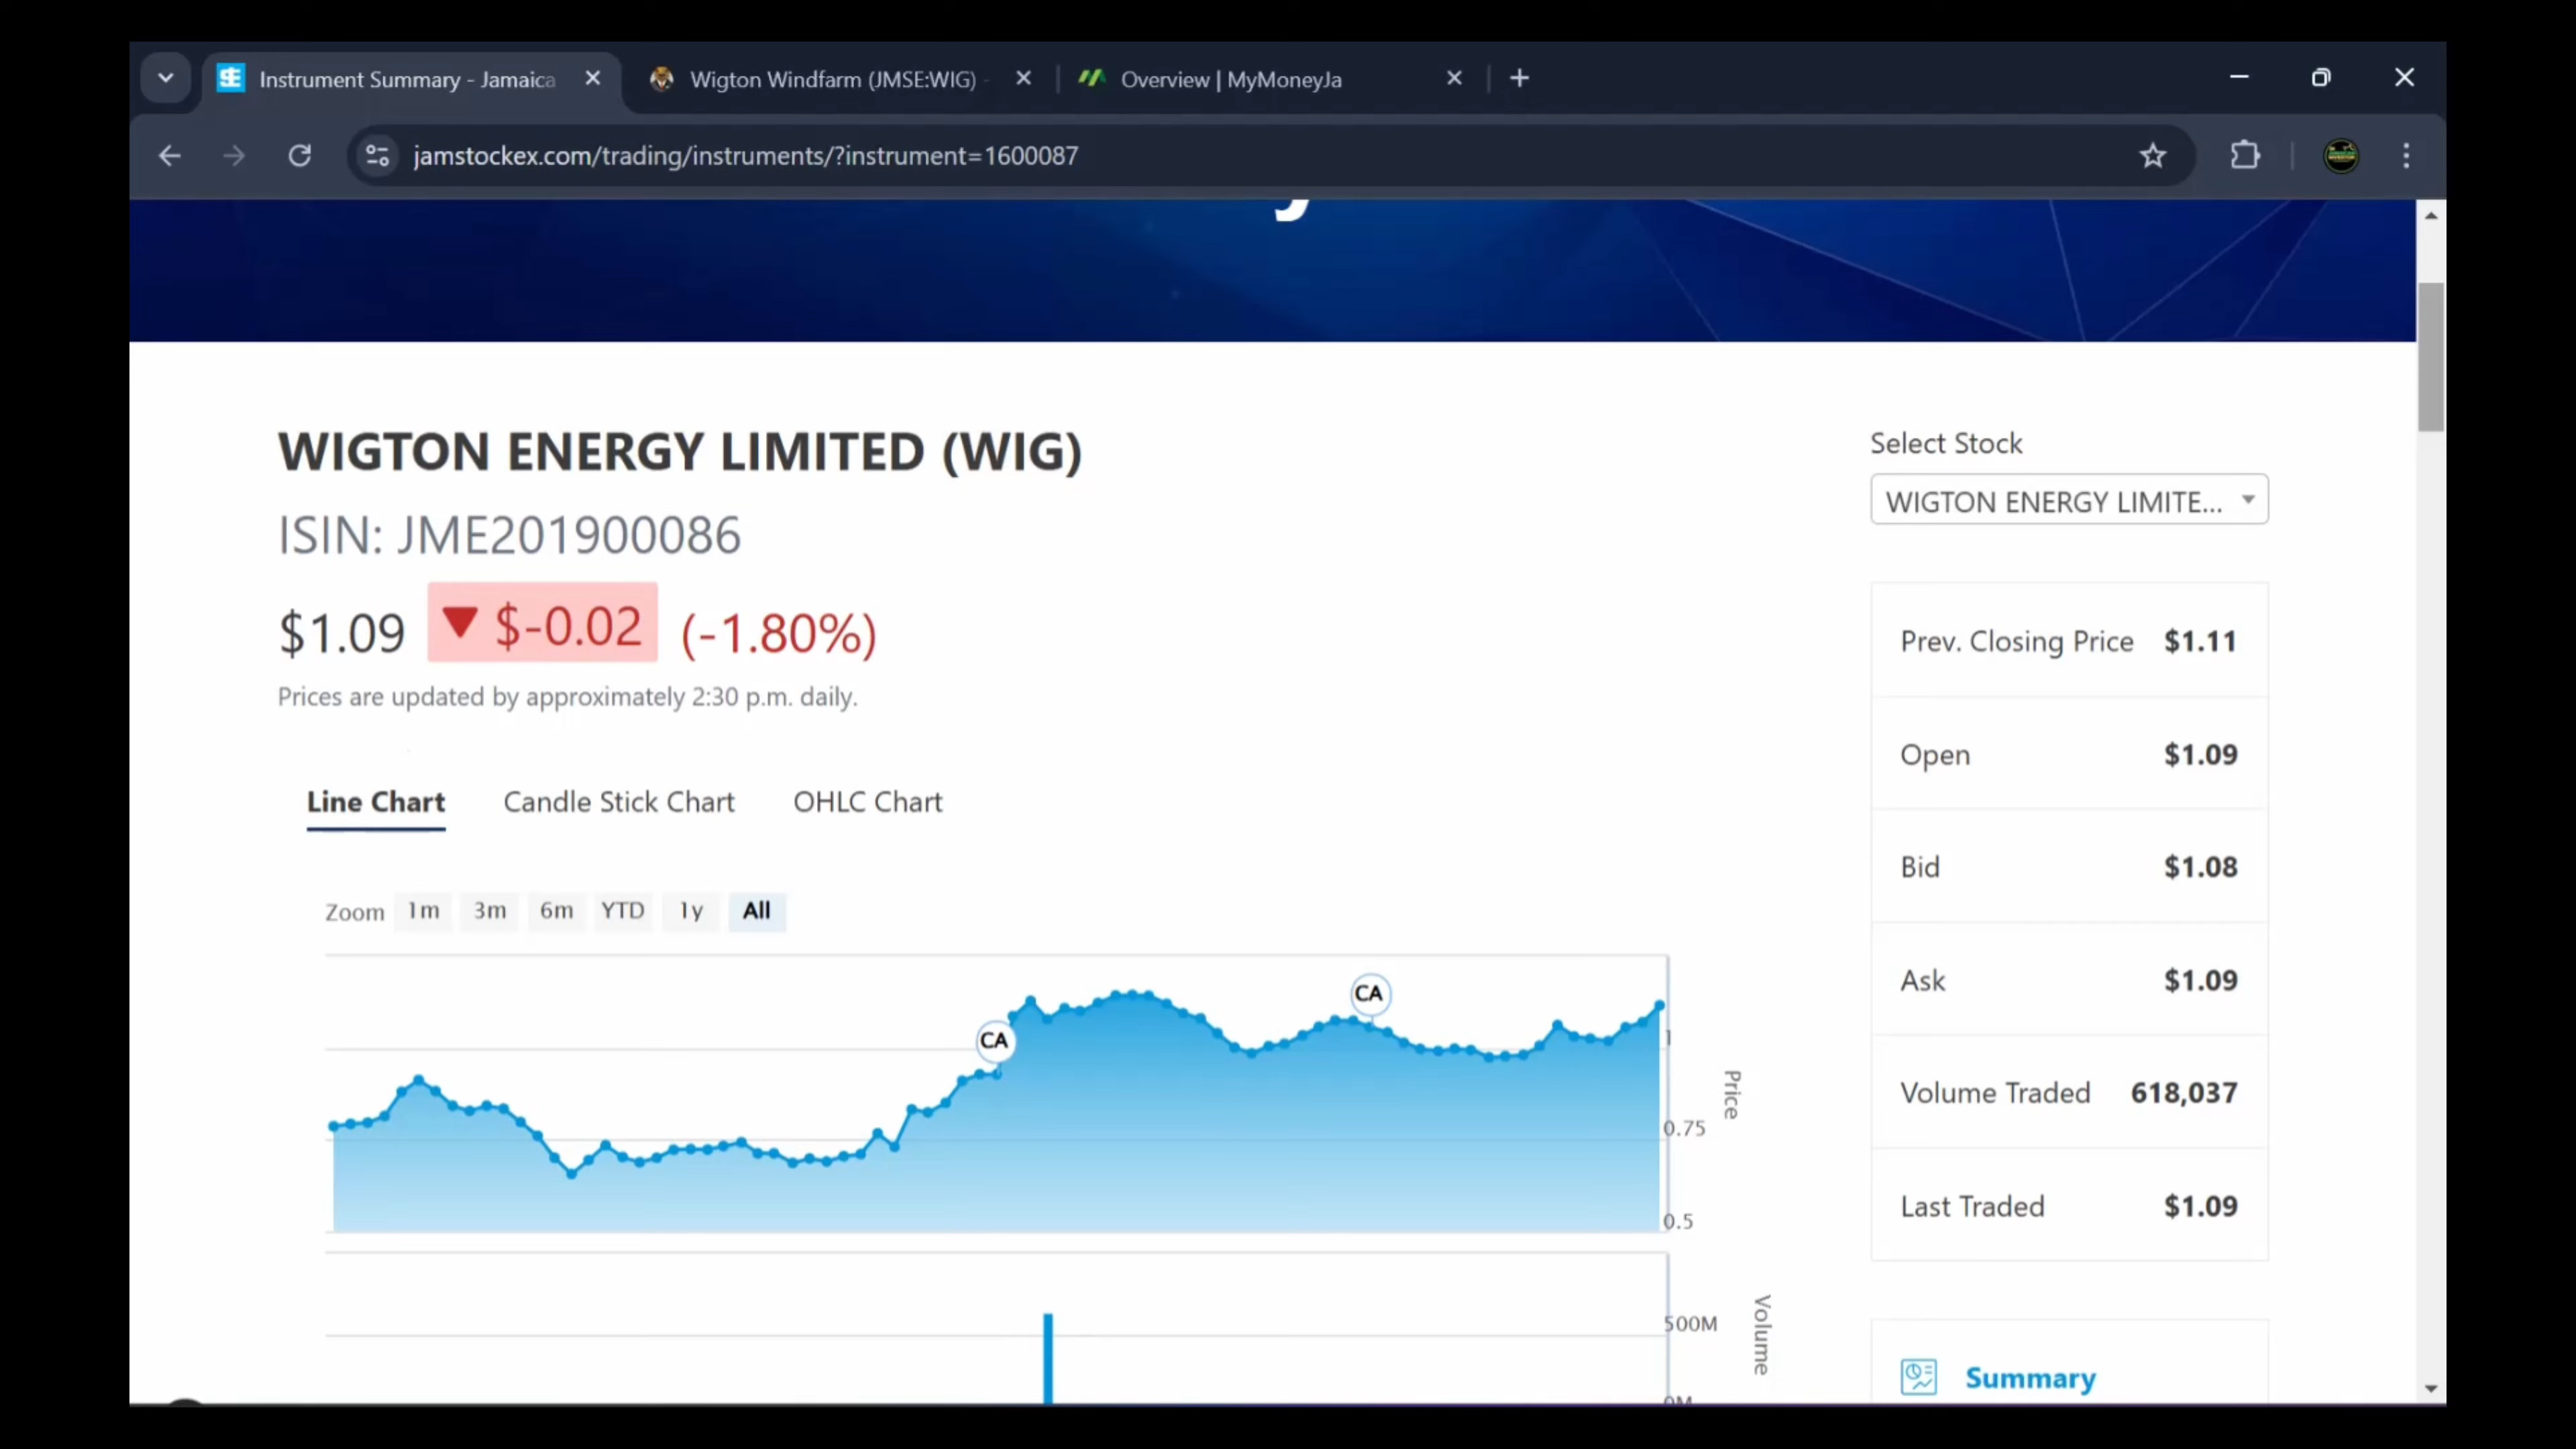 Instrument Summary - Jamaica
Wigton Windfarm (JMSE:WIG) -
Overview | MyMoneyJa
jamstockex.com/trading/instruments/?instrument=1600087
WIGTON ENERGY LIMITED (WIG)
ISIN: JME201900086
$1.09 ▼ $-0.02 (-1.80%)
Prices are updated by approximately 2:30 p.m. daily.
Line Chart Candle Stick Chart OHLC Chart
Zoom 1m 3m 6m YTD 1y All
CA
CA
1
0.75
0.5
Price
500M
0M
Volume
Select Stock
WIGTON ENERGY LIMITE...
Prev. Closing Price $1.11
Open $1.09
Bid $1.08
Ask $1.09
Volume Traded 618,037
Last Traded $1.09
Summary